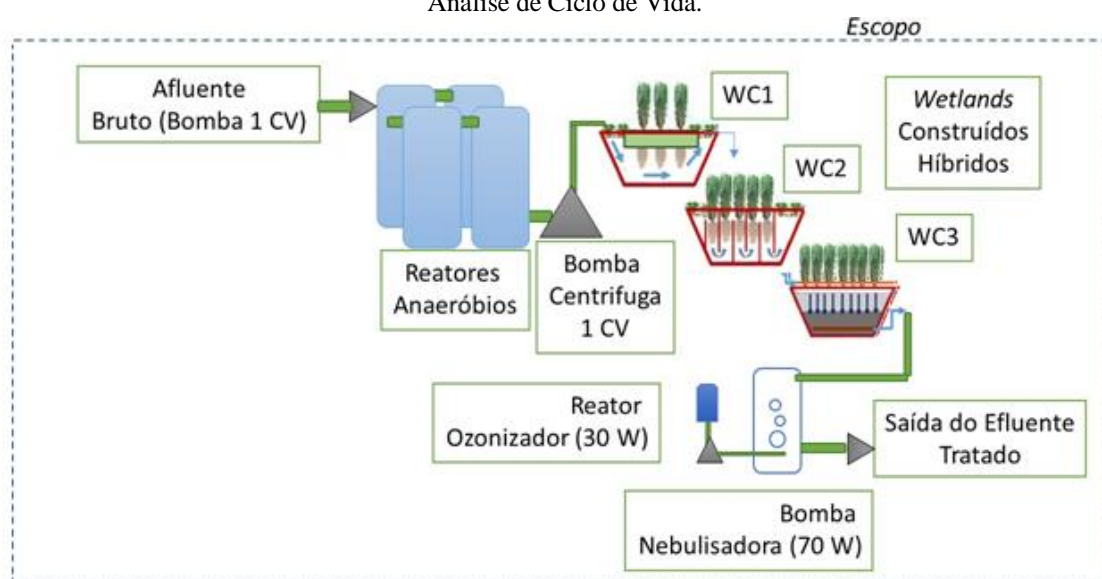 Análise de Ciclo de Vida.
Escopo
Afluente
Bruto (Bomba 1 CV)
WC1
Wetlands
Construídos
Híbridos
WC2
WC3
Reatores
Anaeróbios
Bomba
Centrifuga
1 CV
Reator
Ozonizador (30 W)
Saída do Efluente
Tratado
Bomba
Nebulisadora (70 W)